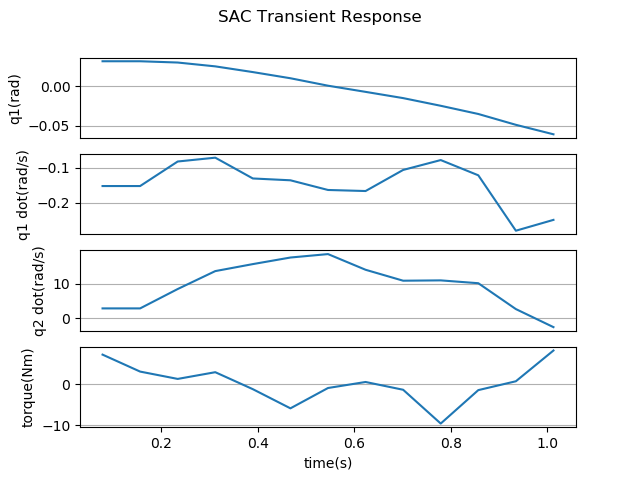 SAC Transient Response
q1(rad)
0.00
−0.05
q1 dot(rad/s)
−0.1
−0.2
q2 dot(rad/s)
10
0
torque(Nm)
0
−10
0.2 0.4 0.6 0.8 1.0
time(s)